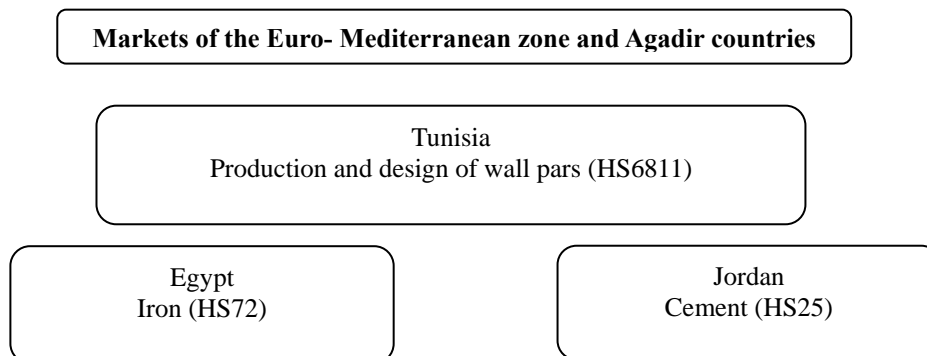 Markets of the Euro- Mediterranean zone and Agadir countries
Tunisia
Production and design of wall pars (HS6811)
Egypt
Iron (HS72)
Jordan
Cement (HS25)